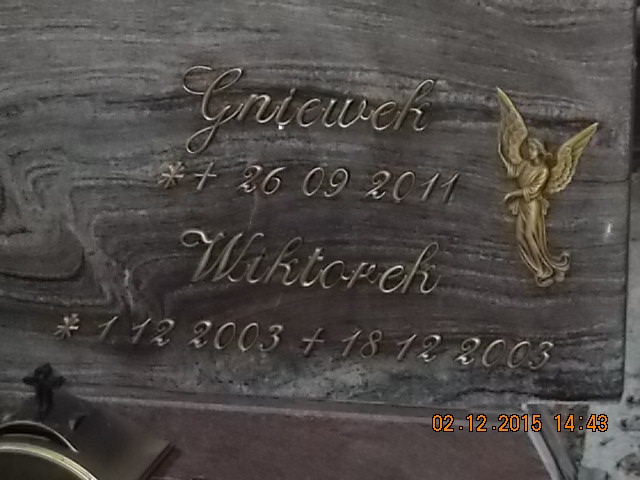 Gniewek
*+ 26 09 2011
Wiktorek
* 1 12 2003 + 18 12 2003
02.12.2015 14:43